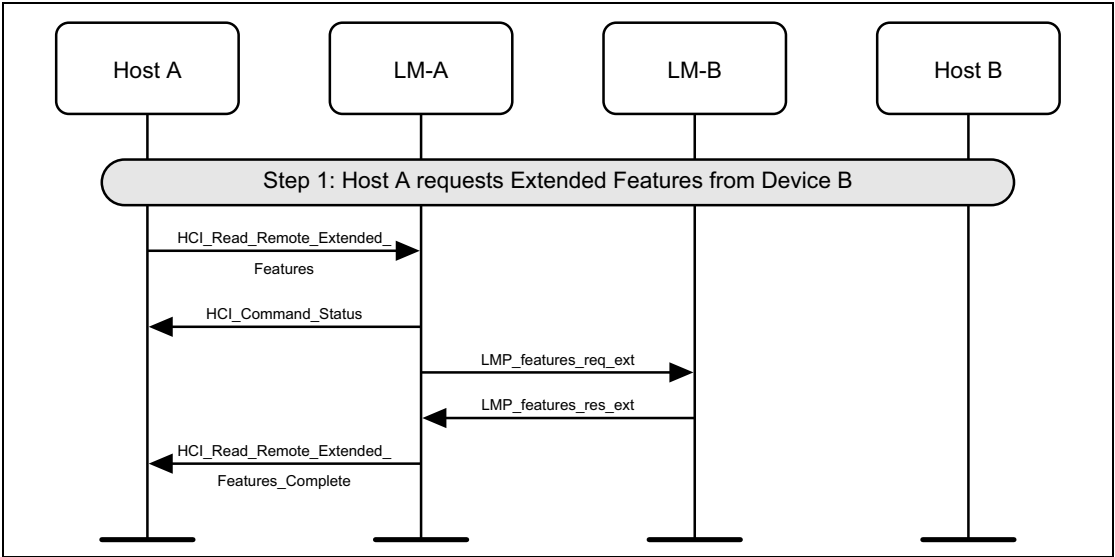 Host A
LM-A
LM-B
Host B
Step 1: Host A requests Extended Features from Device B
HCI_Read_Remote_Extended_
Features
HCI_Command_Status
LMP_features_req_ext
LMP_features_res_ext
HCI_Read_Remote_Extended_
Features_Complete